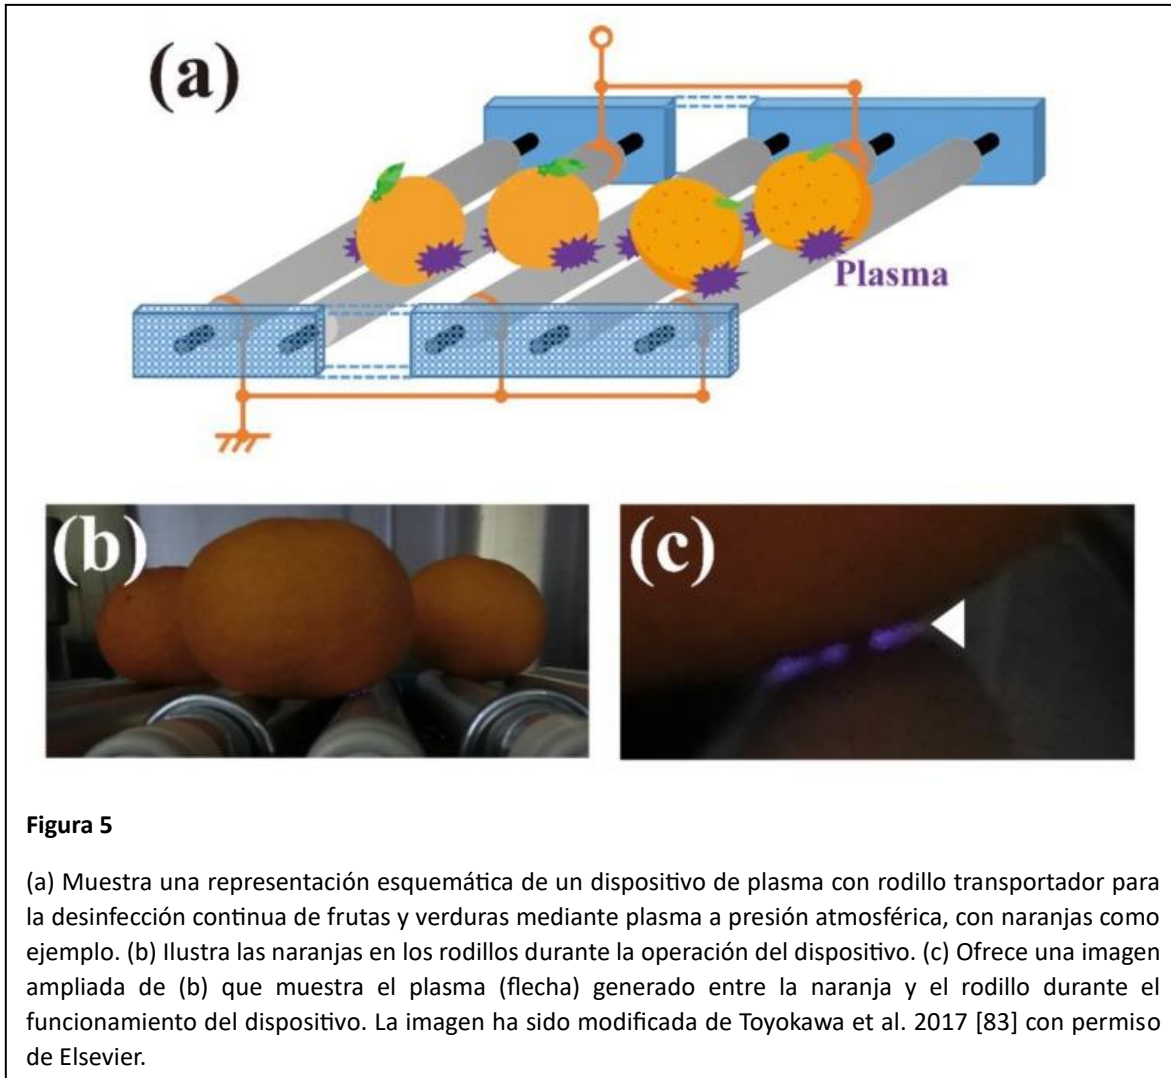 (a)
Plasma
(b)
(c)
Figura 5
(a) Muestra una representación esquemática de un dispositivo de plasma con rodillo transportador para
la desinfección continua de frutas y verduras mediante plasma a presión atmosférica, con naranjas como
ejemplo. (b) Ilustra las naranjas en los rodillos durante la operación del dispositivo. (c) Ofrece una imagen
ampliada de (b) que muestra el plasma (flecha) generado entre la naranja y el rodillo durante el
funcionamiento del dispositivo. La imagen ha sido modificada de Toyokawa et al. 2017 [83] con permiso
de Elsevier.